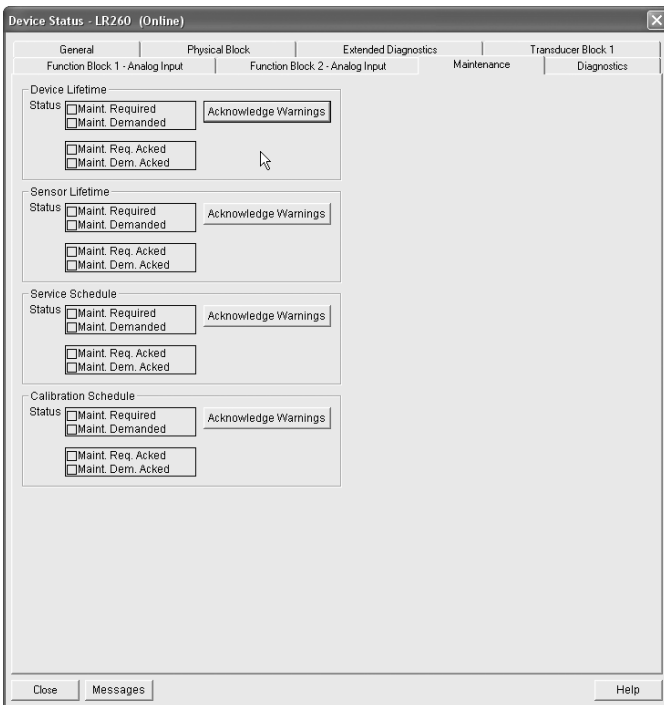 Device Status - LR260 (Online)
General Physical Block Extended Diagnostics Transducer Block 1
Function Block 1 - Analog Input Function Block 2 - Analog Input Maintenance Diagnostics
Device Lifetime
Status Maint. Required Acknowledge Warnings
Maint. Demanded
Maint. Req. Acked
Maint. Dem. Acked
Sensor Lifetime
Status Maint. Required Acknowledge Warnings
Maint. Demanded
Maint. Req. Acked
Maint. Dem. Acked
Service Schedule
Status Maint. Required Acknowledge Warnings
Maint. Demanded
Maint. Req. Acked
Maint. Dem. Acked
Calibration Schedule
Status Maint. Required Acknowledge Warnings
Maint. Demanded
Maint. Req. Acked
Maint. Dem. Acked
Close Messages Help